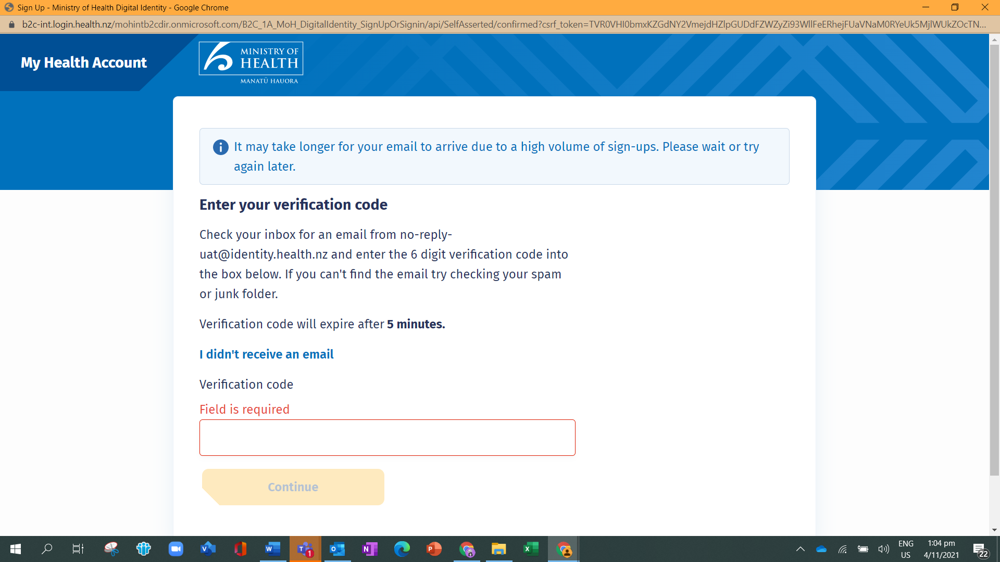 Sign Up - Ministry of Health Digital Identity - Google Chrome
b2c-int.login.health.nz/mohintb2cdir.onmicrosoft.com/B2C_1A_MoH_DigitalIdentity_SignUpOrSignin/api/SelfAsserted/confirmed?csrf_token=
My Health Account
MINISTRY OF
HEALTH
MANATŪ HAUORA
It may take longer for your email to arrive due to a high volume of sign-ups. Please wait or try
again later.
Enter your verification code
Check your inbox for an email from no-reply-
uat@identity.health.nz and enter the 6 digit verification code into
the box below. If you can't find the email try checking your spam
or junk folder.
Verification code will expire after 5 minutes.
I didn't receive an email
Verification code
Field is required
Continue
1
ENG
US
1:04 pm
4/11/2021
22